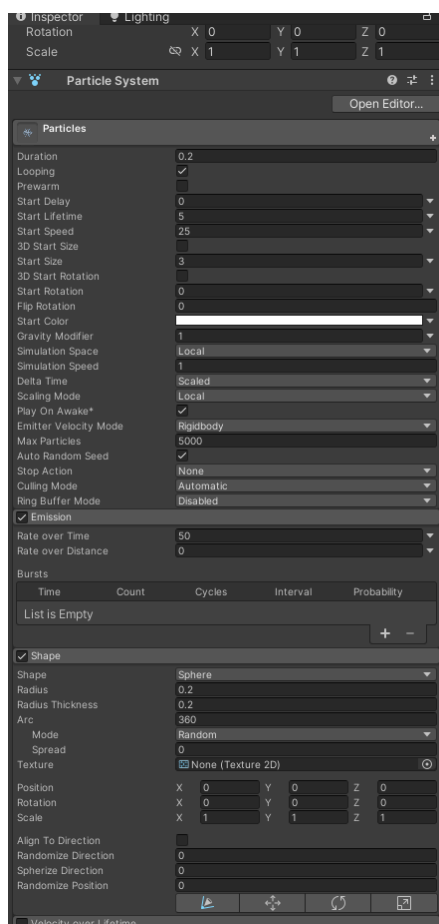 Inspector Lighting
Rotation X 0 Y 0 Z 0
Scale X 1 Y 1 Z 1
Particle System
Open Editor...
Particles
+
Duration 0.2
Looping
Prewarm
Start Delay 0
Start Lifetime 5
Start Speed 25
3D Start Size
Start Size 3
3D Start Rotation
Start Rotation 0
Flip Rotation 0
Start Color
Gravity Modifier 1
Simulation Space Local
Simulation Speed 1
Delta Time Scaled
Scaling Mode Local
Play On Awake*
Emitter Velocity Mode Rigidbody
Max Particles 5000
Auto Random Seed
Stop Action None
Culling Mode Automatic
Ring Buffer Mode Disabled
Emission
Rate over Time 50
Rate over Distance 0
Bursts
Time Count Cycles Interval Probability
List is Empty
+ −
Shape
Shape Sphere
Radius 0.2
Radius Thickness 0.2
Arc 360
Mode Random
Spread 0
Texture None (Texture 2D)
Position X 0 Y 0 Z 0
Rotation X 0 Y 0 Z 0
Scale X 1 Y 1 Z 1
Align To Direction
Randomize Direction 0
Spherize Direction 0
Randomize Position 0
Velocity over Lifetime